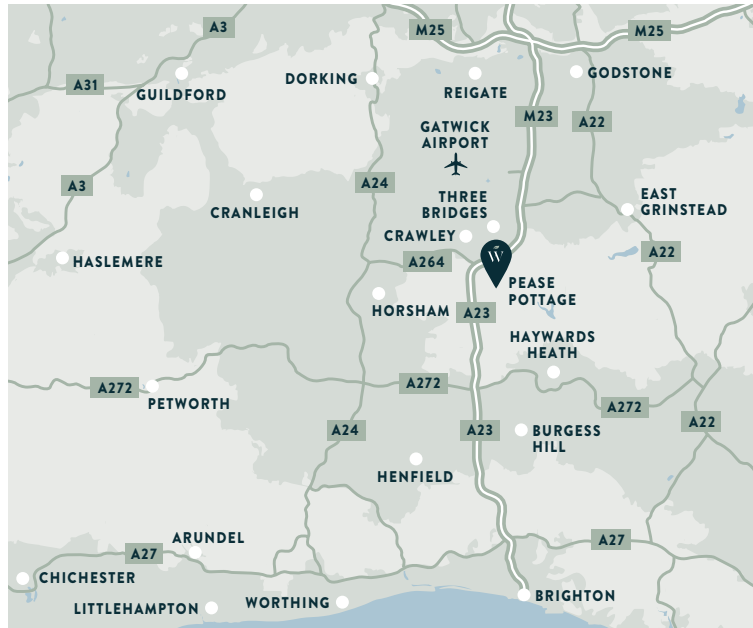 A3
M25
M25
A31
GUILDFORD
DORKING
REIGATE
GODSTONE
M23
A22
GATWICK
AIRPORT
A3
A24
THREE
BRIDGES
EAST
GRINSTEAD
CRANLEIGH
CRAWLEY
W
HASLEMERE
A264
A22
PEASE
POTTAGE
HORSHAM
A23
HAYWARDS
HEATH
A272
PETWORTH
A272
A272
A24
A23
BURGESS
HILL
A22
HENFIELD
ARUNDEL
A27
A27
CHICHESTER
LITTLEHAMPTON
WORTHING
BRIGHTON